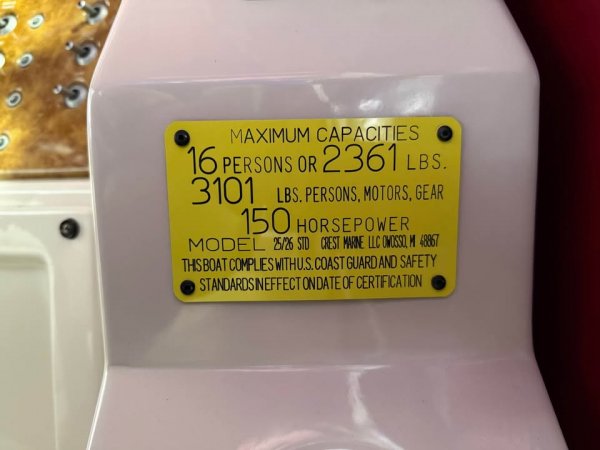 MAXIMUM CAPACITIES
16 PERSONS OR 2361 LBS.
3101 LBS. PERSONS, MOTORS, GEAR
150 HORSEPOWER
MODEL 25/26 STD CREST MARINE LLC OWOSSO, MI 48867
THIS BOAT COMPLIES WITH U.S. COAST GUARD AND SAFETY
STANDARDS IN EFFECT ON DATE OF CERTIFICATION